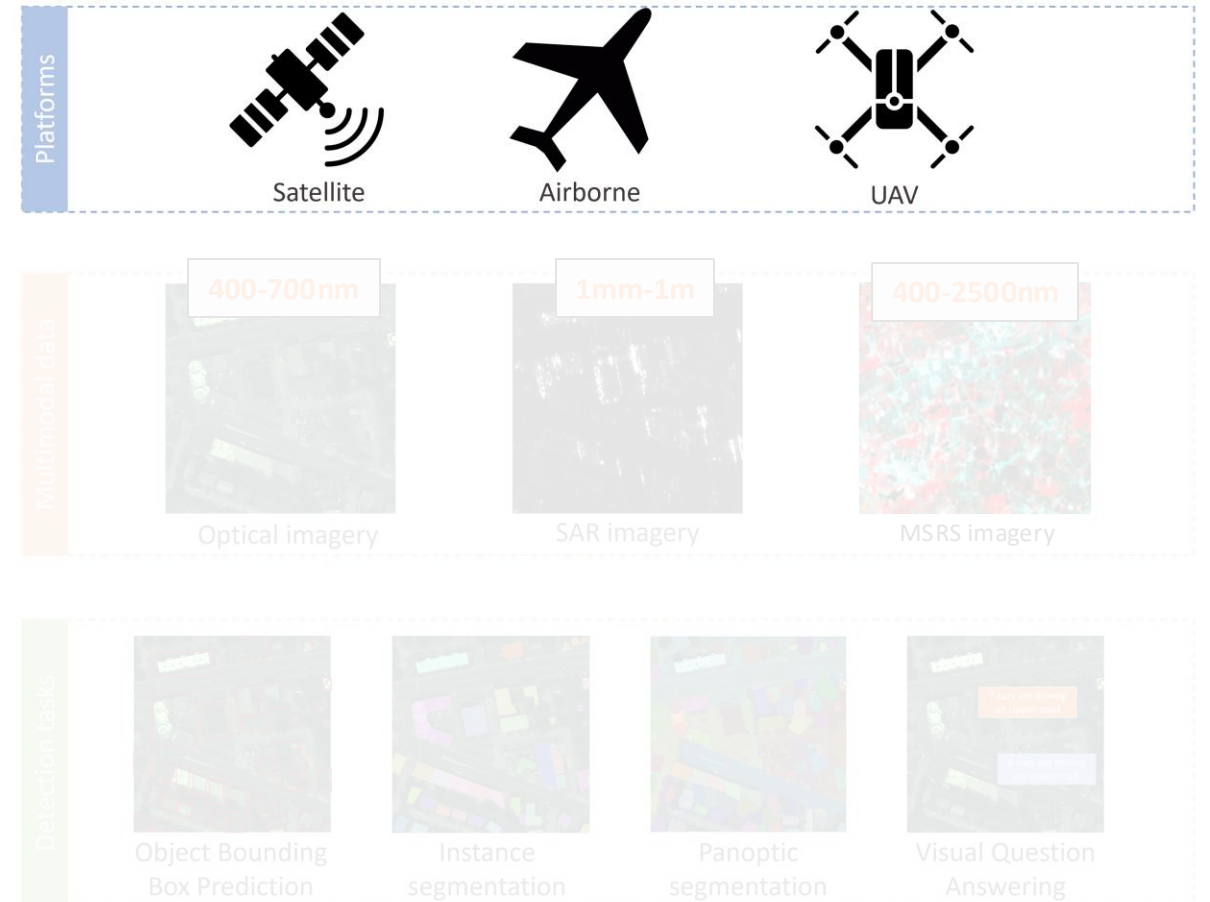 Platforms
Satellite
Airborne
UAV
Multimodal data
400-700nm
1mm-1m
400-2500nm
Optical imagery
SAR imagery
MSRS imagery
Detection tasks
Object Bounding
Box Prediction
Instance
segmentation
Panoptic
segmentation
Visual Question
Answering